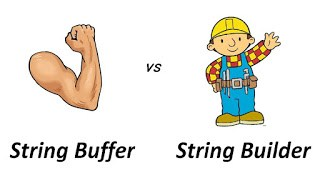 vs
String Buffer
String Builder